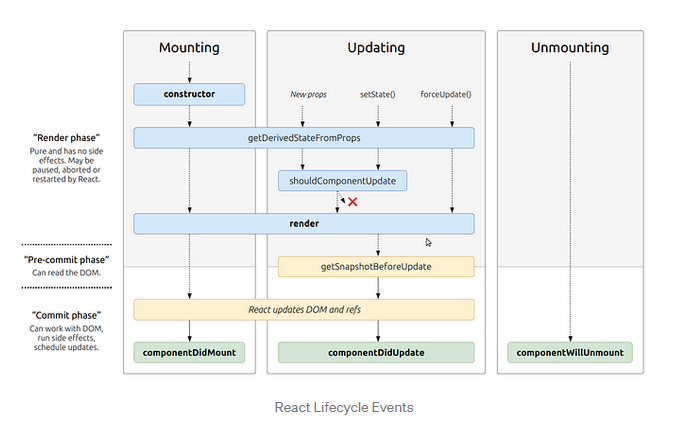 Mounting
Updating
Unmounting
constructor
New props
setState()
forceUpdate()
“Render phase”
Pure and has no side
effects. May be
paused, aborted or
restarted by React.
getDerivedStateFromProps
shouldComponentUpdate
render
“Pre-commit phase”
Can read the DOM.
getSnapshotBeforeUpdate
“Commit phase”
Can work with DOM,
run side effects,
schedule updates.
React updates DOM and refs
componentDidMount
componentDidUpdate
componentWillUnmount
React Lifecycle Events